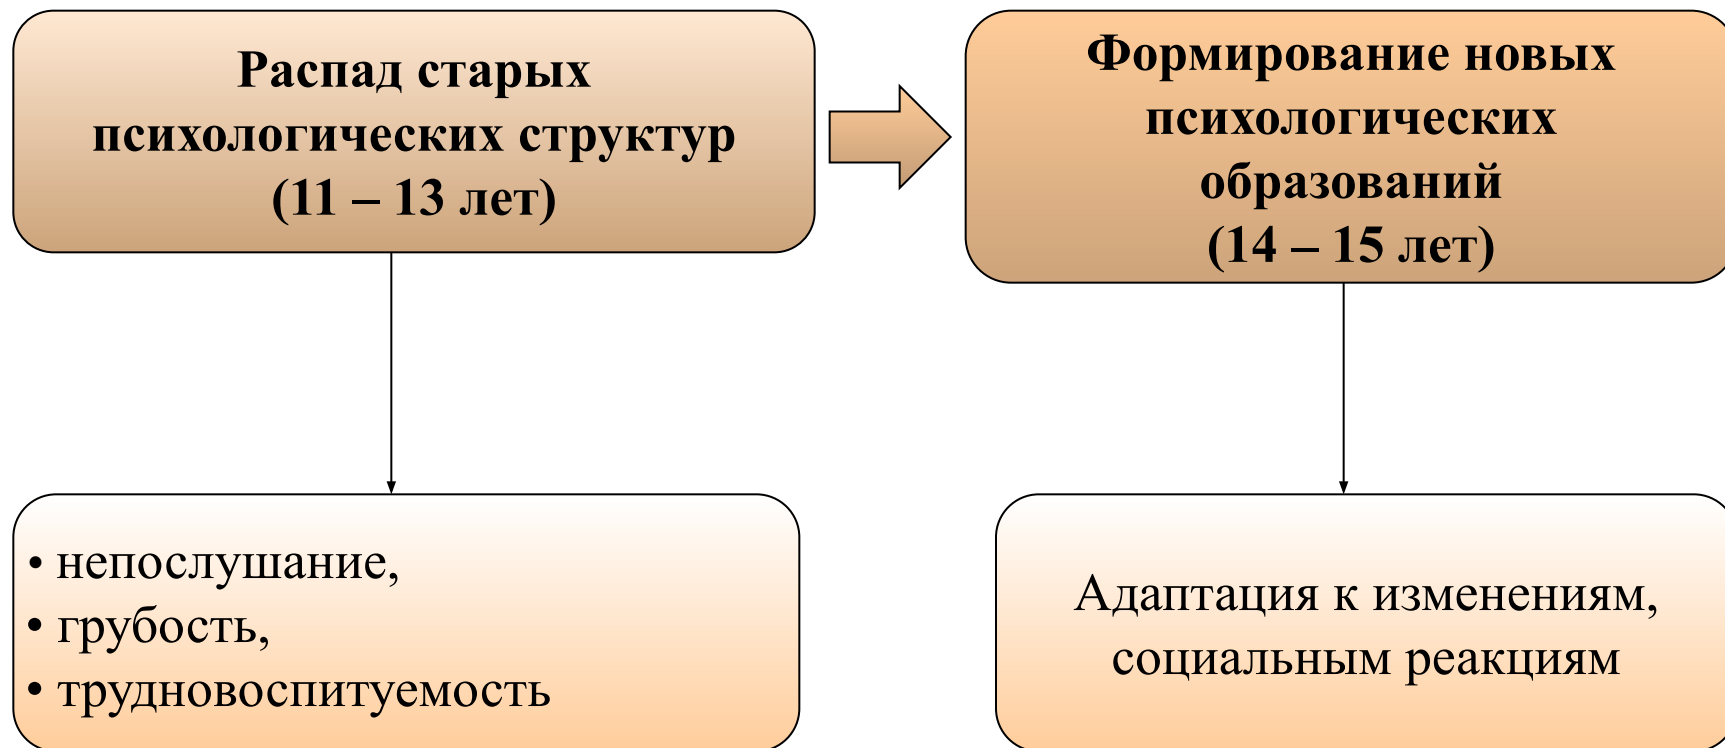 Распад старых
психологических структур
(11 – 13 лет)
Формирование новых
психологических
образований
(14 – 15 лет)
• непослушание,
• грубость,
• трудновоспитуемость
Адаптация к изменениям,
социальным реакциям